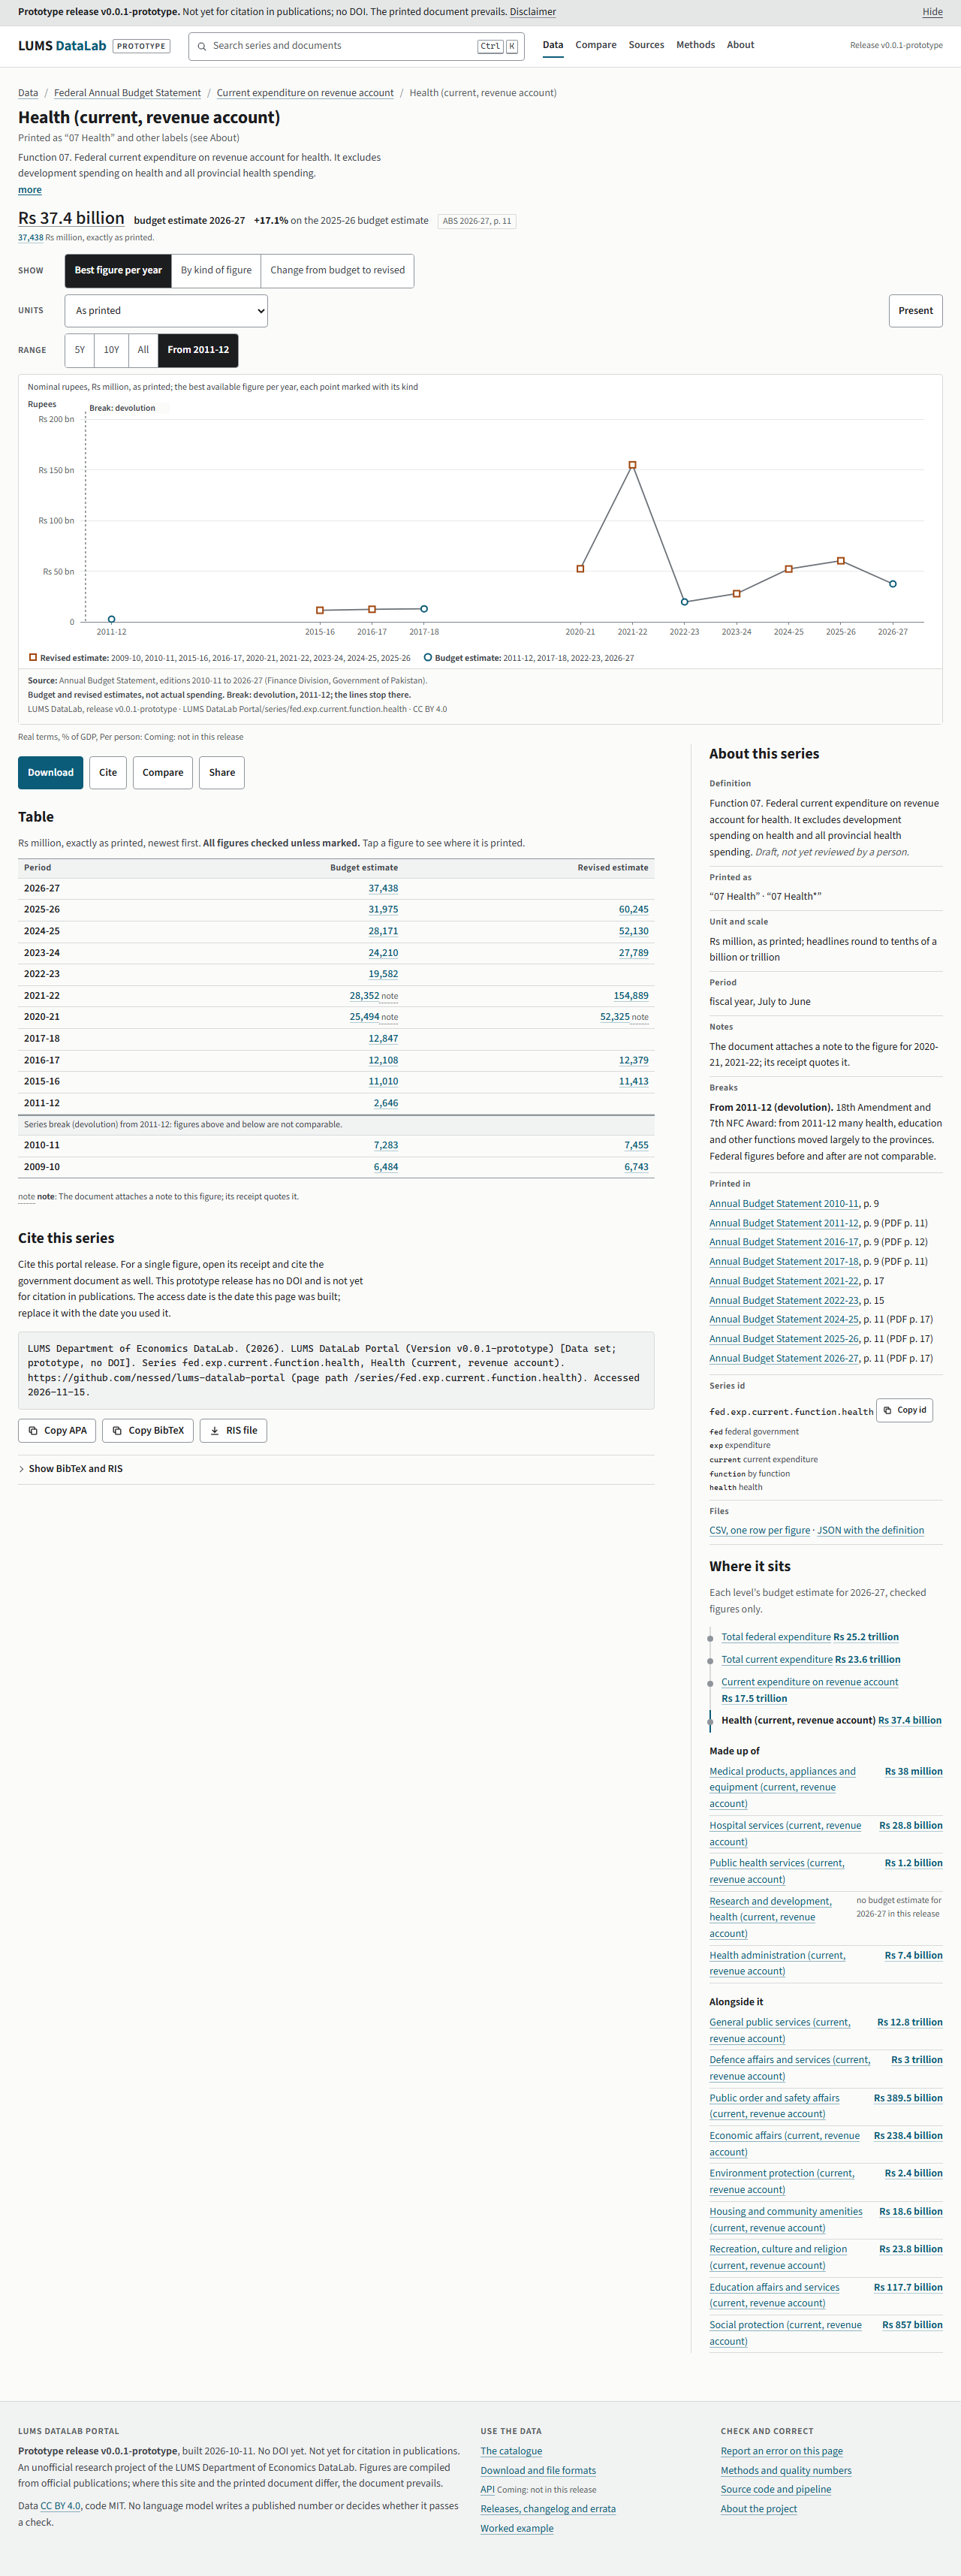 Prototype release v0.0.1-prototype. Not yet for citation in publications; no DOI. The printed document prevails. Disclaimer
Hide
LUMS DataLab PROTOTYPE
Search series and documents Ctrl K
Data Compare Sources Methods About
Release v0.0.1-prototype
Data / Federal Annual Budget Statement / Current expenditure on revenue account / Health (current, revenue account)
Health (current, revenue account)
Printed as “07 Health” and other labels (see About)
Function 07. Federal current expenditure on revenue account for health. It excludes
development spending on health and all provincial health spending.
more
Rs 37.4 billion budget estimate 2026-27 +17.1% on the 2025-26 budget estimate ABS 2026-27, p. 11
37,438 Rs million, exactly as printed.
SHOW Best figure per year By kind of figure Change from budget to revised
UNITS As printed Present
RANGE 5Y 10Y All From 2011-12
Nominal rupees, Rs million, as printed; the best available figure per year, each point marked with its kind
Rupees
Break: devolution
Rs 200 bn
Rs 150 bn
Rs 100 bn
Rs 50 bn
0
2011-12 2015-16 2016-17 2017-18 2020-21 2021-22 2022-23 2023-24 2024-25 2025-26 2026-27
Revised estimate: 2009-10, 2010-11, 2015-16, 2016-17, 2020-21, 2021-22, 2023-24, 2024-25, 2025-26 Budget estimate: 2011-12, 2017-18, 2022-23, 2026-27
Source: Annual Budget Statement, editions 2010-11 to 2026-27 (Finance Division, Government of Pakistan).
Budget and revised estimates, not actual spending. Break: devolution, 2011-12; the lines stop there.
LUMS DataLab, release v0.0.1-prototype · LUMS DataLab Portal/series/fed.exp.current.function.health · CC BY 4.0
Real terms, % of GDP, Per person: Coming: not in this release
Download Cite Compare Share
Table
Rs million, exactly as printed, newest first. All figures checked unless marked. Tap a figure to see where it is printed.
Period Budget estimate Revised estimate
2026-27 37,438
2025-26 31,975 60,245
2024-25 28,171 52,130
2023-24 24,210 27,789
2022-23 19,582
2021-22 28,352 note 154,889
2020-21 25,494 note 52,325 note
2017-18 12,847
2016-17 12,108 12,379
2015-16 11,010 11,413
2011-12 2,646
Series break (devolution) from 2011-12: figures above and below are not comparable.
2010-11 7,283 7,455
2009-10 6,484 6,743
note note: The document attaches a note to this figure; its receipt quotes it.
Cite this series
Cite this portal release. For a single figure, open its receipt and cite the
government document as well. This prototype release has no DOI and is not yet
for citation in publications. The access date is the date this page was built;
replace it with the date you used it.
LUMS Department of Economics DataLab. (2026). LUMS DataLab Portal (Version v0.0.1-prototype) [Data set;
prototype, no DOI]. Series fed.exp.current.function.health, Health (current, revenue account).
https://github.com/nessed/lums-datalab-portal (page path /series/fed.exp.current.function.health). Accessed
2026-11-15.
Copy APA Copy BibTeX RIS file
Show BibTeX and RIS
About this series
Definition
Function 07. Federal current expenditure on revenue
account for health. It excludes development
spending on health and all provincial health
spending. Draft, not yet reviewed by a person.
Printed as
“07 Health” · “07 Health*”
Unit and scale
Rs million, as printed; headlines round to tenths of a
billion or trillion
Period
fiscal year, July to June
Notes
The document attaches a note to the figure for 2020-
21, 2021-22; its receipt quotes it.
Breaks
From 2011-12 (devolution). 18th Amendment and
7th NFC Award: from 2011-12 many health, education
and other functions moved largely to the provinces.
Federal figures before and after are not comparable.
Printed in
Annual Budget Statement 2010-11, p. 9
Annual Budget Statement 2011-12, p. 9 (PDF p. 11)
Annual Budget Statement 2016-17, p. 9 (PDF p. 12)
Annual Budget Statement 2017-18, p. 9 (PDF p. 11)
Annual Budget Statement 2021-22, p. 17
Annual Budget Statement 2022-23, p. 15
Annual Budget Statement 2024-25, p. 11 (PDF p. 17)
Annual Budget Statement 2025-26, p. 11 (PDF p. 17)
Annual Budget Statement 2026-27, p. 11 (PDF p. 17)
Series id
fed.exp.current.function.health Copy id
fed federal government
exp expenditure
current current expenditure
function by function
health health
Files
CSV, one row per figure · JSON with the definition
Where it sits
Each level’s budget estimate for 2026-27, checked
figures only.
Total federal expenditure Rs 25.2 trillion
Total current expenditure Rs 23.6 trillion
Current expenditure on revenue account
Rs 17.5 trillion
Health (current, revenue account) Rs 37.4 billion
Made up of
Medical products, appliances and Rs 38 million
equipment (current, revenue
account)
Hospital services (current, revenue Rs 28.8 billion
account)
Public health services (current, Rs 1.2 billion
revenue account)
Research and development, no budget estimate for
health (current, revenue 2026-27 in this release
account)
Health administration (current, Rs 7.4 billion
revenue account)
Alongside it
General public services (current, Rs 12.8 trillion
revenue account)
Defence affairs and services (current, Rs 3 trillion
revenue account)
Public order and safety affairs Rs 389.5 billion
(current, revenue account)
Economic affairs (current, revenue Rs 238.4 billion
account)
Environment protection (current, Rs 2.4 billion
revenue account)
Housing and community amenities Rs 18.6 billion
(current, revenue account)
Recreation, culture and religion Rs 23.8 billion
(current, revenue account)
Education affairs and services Rs 117.7 billion
(current, revenue account)
Social protection (current, revenue Rs 857 billion
account)
LUMS DATALAB PORTAL
Prototype release v0.0.1-prototype, built 2026-10-11. No DOI yet. Not yet for citation in publications.
An unofficial research project of the LUMS Department of Economics DataLab. Figures are compiled
from official publications; where this site and the printed document differ, the document prevails.
Data CC BY 4.0, code MIT. No language model writes a published number or decides whether it passes
a check.
USE THE DATA
The catalogue
Download and file formats
API Coming: not in this release
Releases, changelog and errata
Worked example
CHECK AND CORRECT
Report an error on this page
Methods and quality numbers
Source code and pipeline
About the project